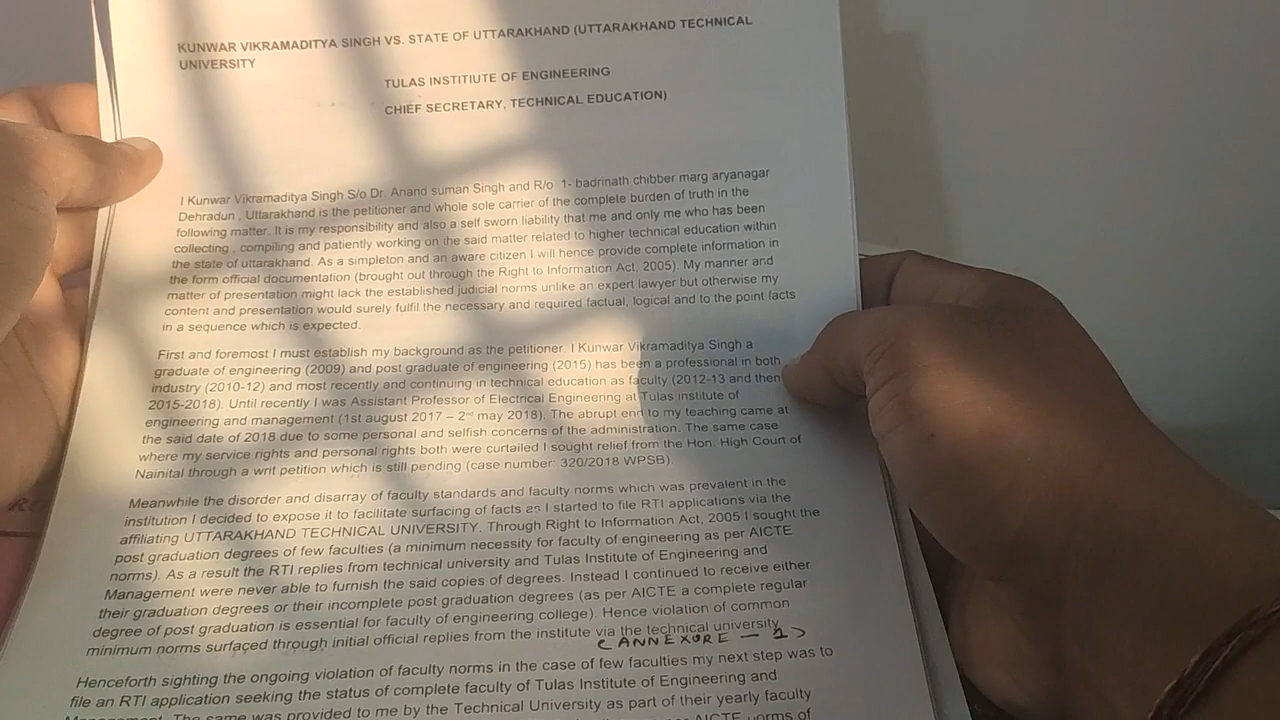 KUNWAR VIKRAMADITYA SINGH VS. STATE OF UTTARAKHAND (UTTARAKHAND TECHNICAL
UNIVERSITY
TULAS INSTITIUTE OF ENGINEERING
CHIEF SECRETARY, TECHNICAL EDUCATION)
I Kunwar Vikramaditya Singh S/o Dr. Anand suman Singh and R/o 1- badrinath chibber marg aryanagar
Dehradun , Uttarakhand is the petitioner and whole sole carrier of the complete burden of truth in the
following matter. It is my responsibility and also a self sworn liability that me and only me who has been
collecting , compiling and patiently working on the said matter related to higher technical education within
the state of uttarakhand. As a simpleton and an aware citizen I will hence provide complete information in
the form official documentation (brought out through the Right to Information Act, 2005). My manner and
matter of presentation might lack the established judicial norms unlike an expert lawyer but otherwise my
content and presentation would surely fulfil the necessary and required factual, logical and to the point facts
in a sequence which is expected.
First and foremost I must establish my background as the petitioner. I Kunwar Vikramaditya Singh a
graduate of engineering (2009) and post graduate of engineering (2015) has been a professional in both
industry (2010-12) and most recently and continuing in technical education as faculty (2012-13 and then
2015-2018). Until recently I was Assistant Professor of Electrical Engineering at Tulas institute of
engineering and management (1st august 2017 – 2nd may 2018). The abrupt end to my teaching came at
the said date of 2018 due to some personal and selfish concerns of the administration. The same case
where my service rights and personal rights both were curtailed I sought relief from the Hon. High Court of
Nainital through a writ petition which is still pending (case number: 320/2018 WPSB).
Meanwhile the disorder and disarray of faculty standards and faculty norms which was prevalent in the
institution I decided to expose it to facilitate surfacing of facts as I started to file RTI applications via the
affiliating UTTARAKHAND TECHNICAL UNIVERSITY. Through Right to Information Act, 2005 I sought the
post graduation degrees of few faculties (a minimum necessity for faculty of engineering as per AICTE
norms). As a result the RTI replies from technical university and Tulas Institute of Engineering and
Management were never able to furnish the said copies of degrees. Instead I continued to receive either
their graduation degrees or their incomplete post graduation degrees (as per AICTE a complete regular
degree of post graduation is essential for faculty of engineering college). Hence violation of common
minimum norms surfaced through initial official replies from the institute via the technical university.
(ANNEXURE – 1)
Henceforth sighting the ongoing violation of faculty norms in the case of few faculties my next step was to
file an RTI application seeking the status of complete faculty of Tulas Institute of Engineering and
The same was provided to me by the Technical University as part of their yearly faculty
AICTE norms of